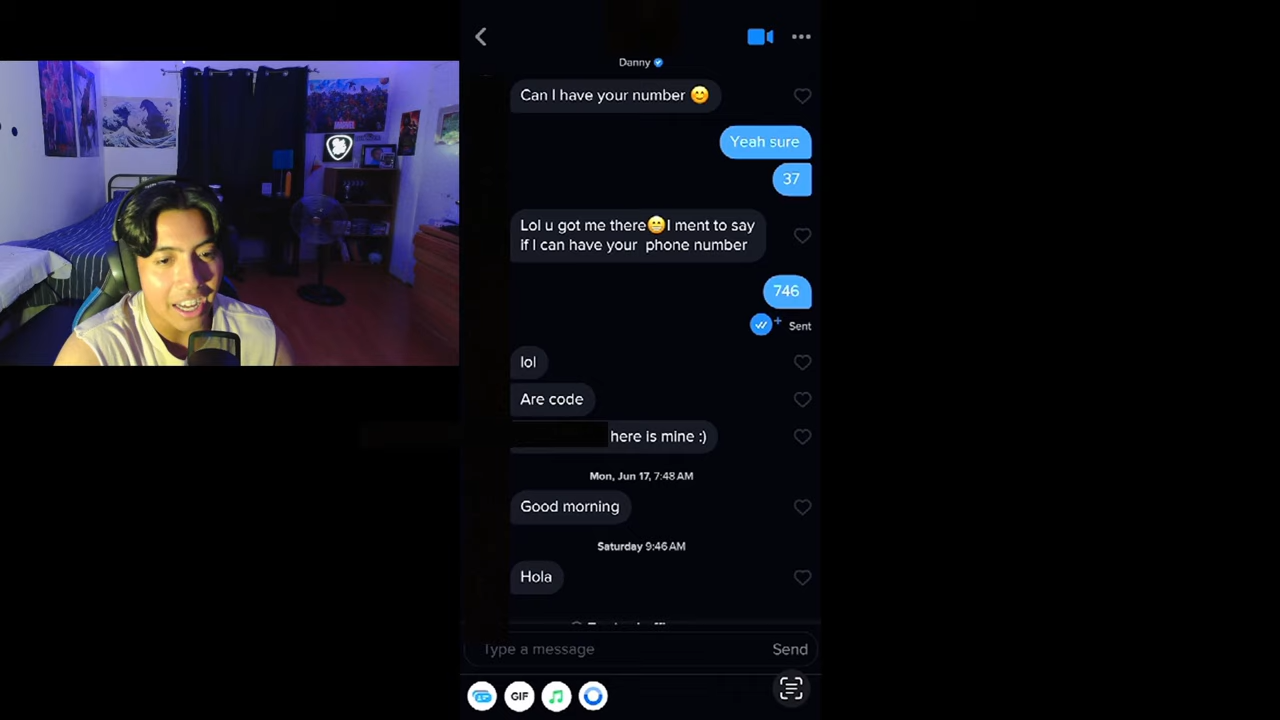 Danny
Can I have your number 😊
Yeah sure
37
Lol u got me there😁I ment to say
if I can have your phone number
746
Sent
lol
Are code
here is mine :)
Mon, Jun 17, 7:48 AM
Good morning
Saturday 9:46 AM
Hola
Type a message
Send
GIF